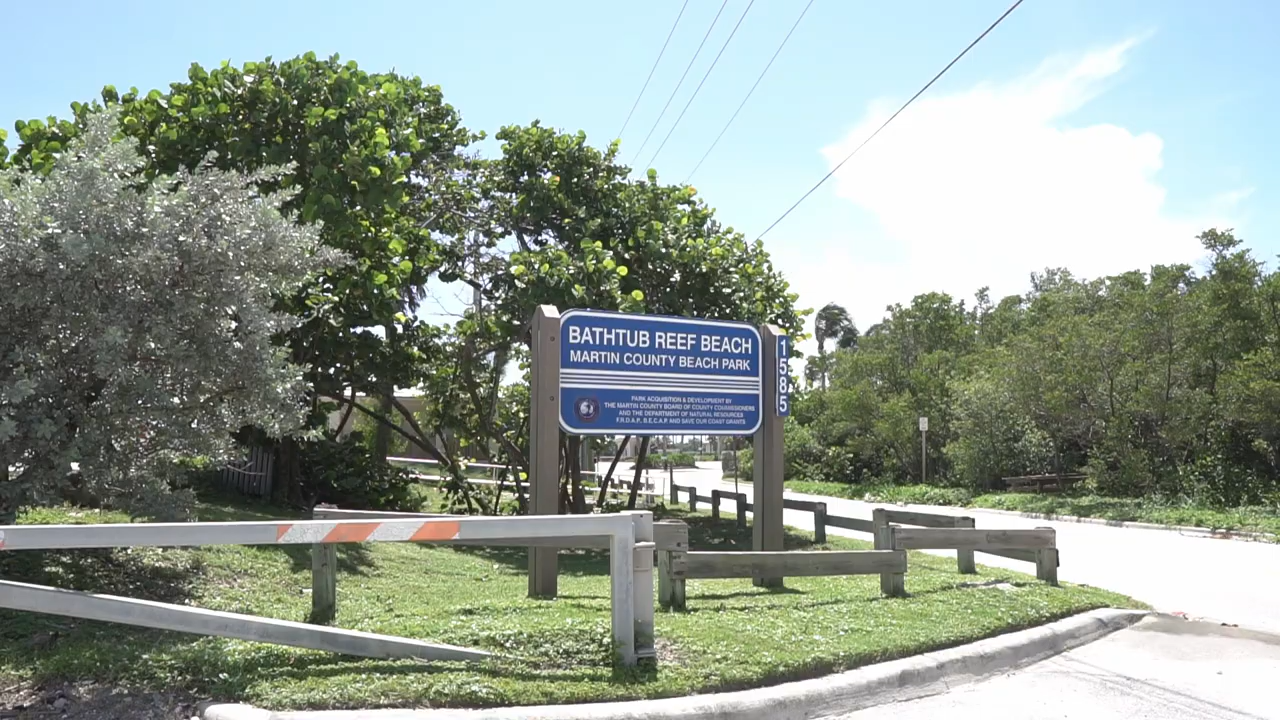 BATHTUB REEF BEACH
MARTIN COUNTY BEACH PARK
PARK ACQUISITION & DEVELOPMENT BY
THE MARTIN COUNTY BOARD OF COUNTY COMMISSIONERS
AND THE DEPARTMENT OF NATURAL RESOURCES
F.R.D.A.P., B.E.C.A.P. AND SAVE OUR COAST GRANTS
1585